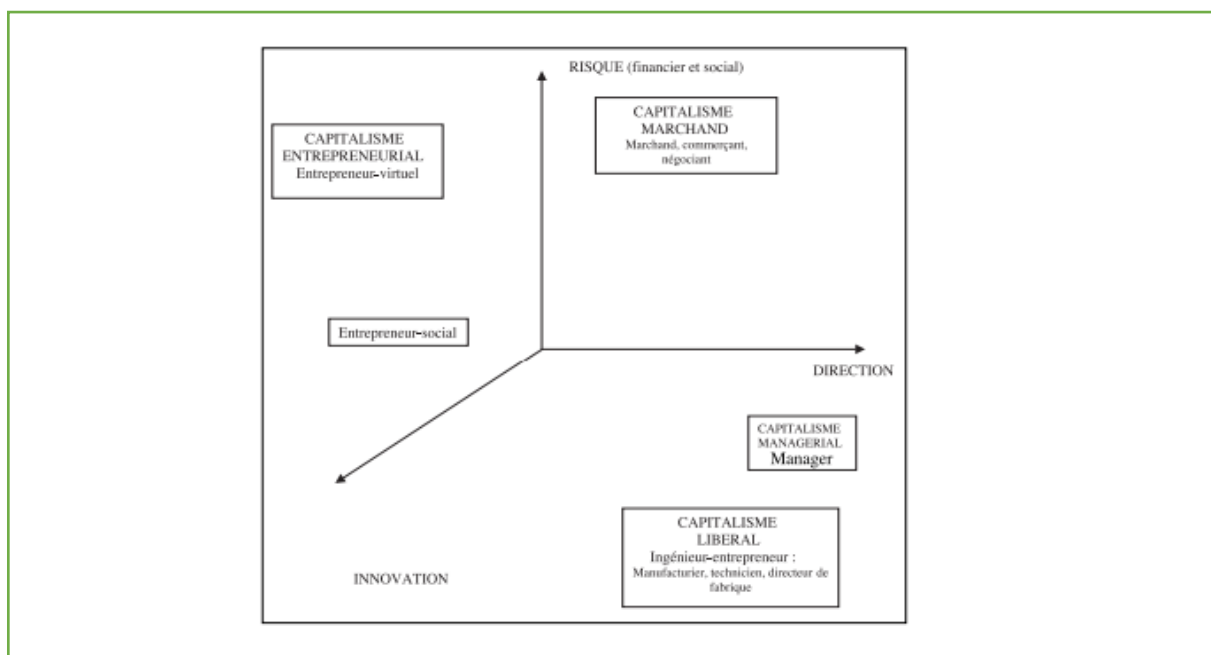 RISQUE (financier et social)
CAPITALISME
MARCHAND
Marchand, commerçant,
négociant
CAPITALISME
ENTREPRENEURIAL
Entrepreneur-virtuel
Entrepreneur-social
DIRECTION
CAPITALISME
MANAGERIAL
Manager
CAPITALISME
LIBERAL
Ingénieur-entrepreneur :
Manufacturier, technicien, directeur de
fabrique
INNOVATION